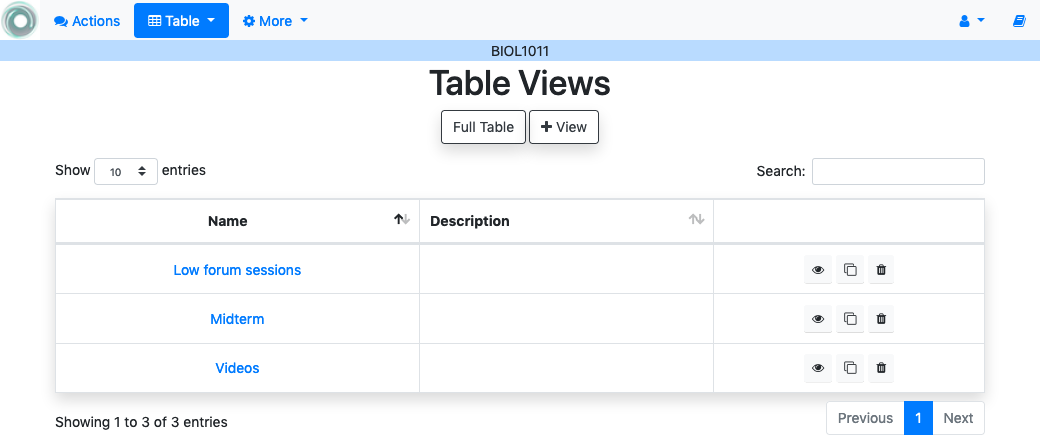 Actions Table More
BIOL1011
Table Views
Full Table View
Show 10 entries Search:
Name Description
Low forum sessions
Midterm
Videos
Showing 1 to 3 of 3 entries Previous 1 Next